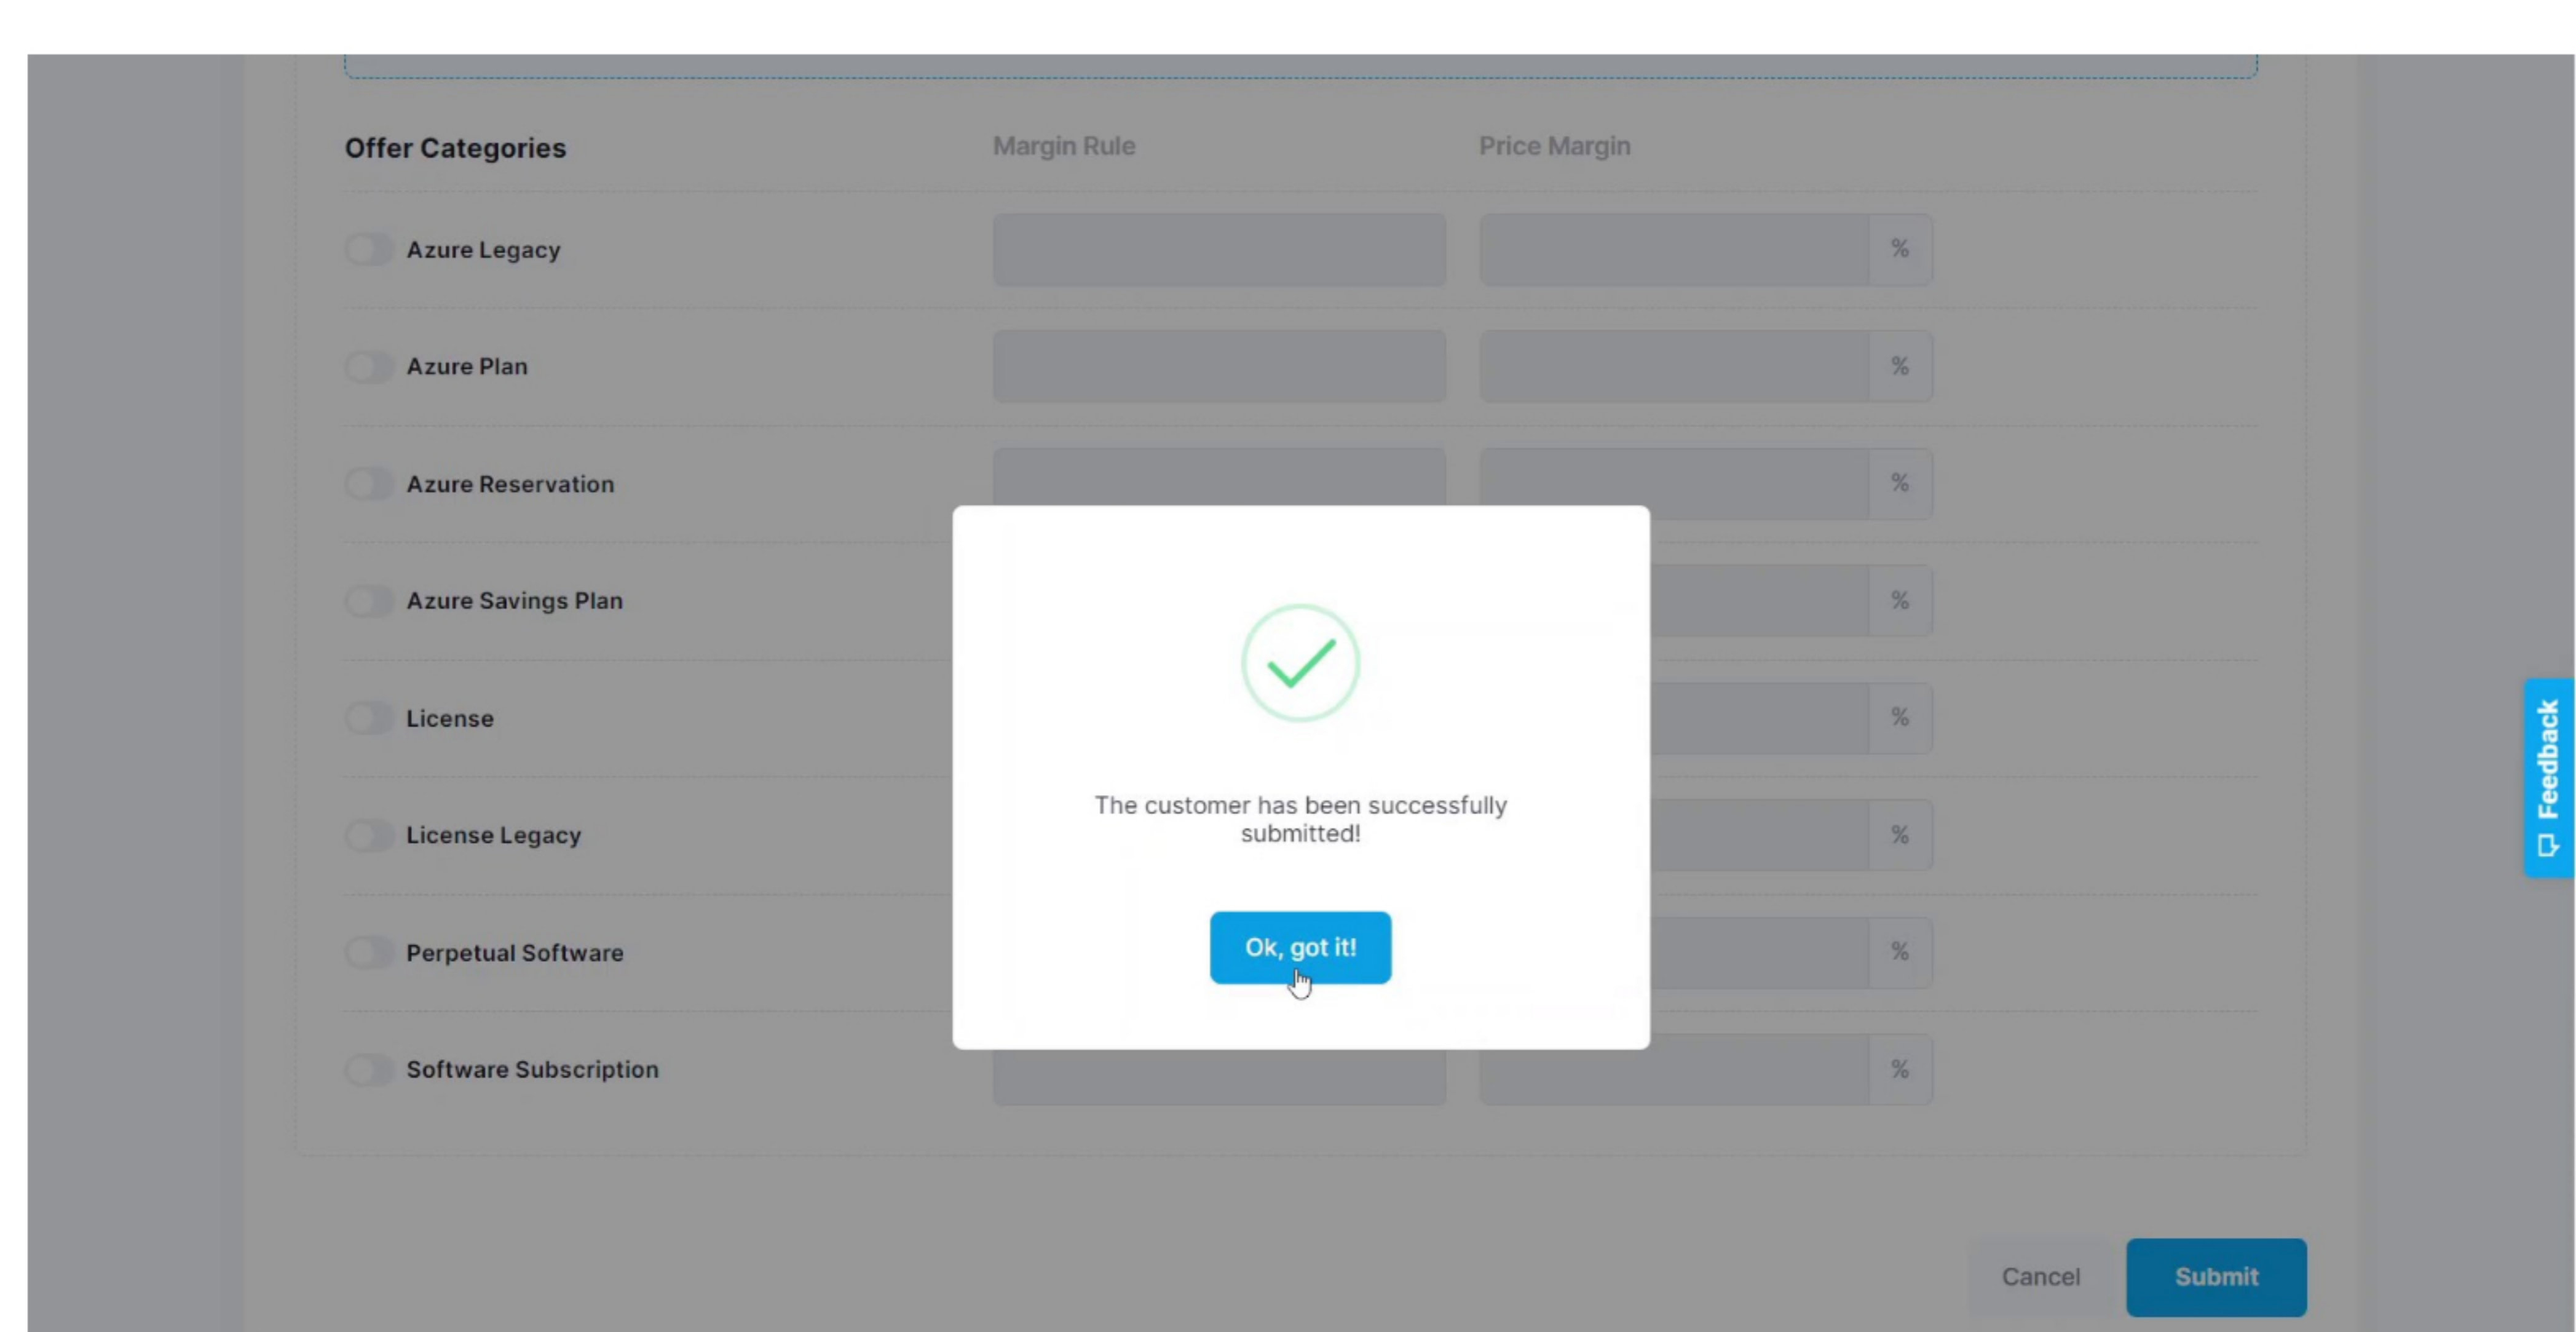 Offer Categories Margin Rule Price Margin
Azure Legacy %
Azure Plan %
Azure Reservation %
Azure Savings Plan %
License %
License Legacy %
Perpetual Software %
Software Subscription %
The customer has been successfully
submitted!
Ok, got it!
Cancel Submit
Feedback